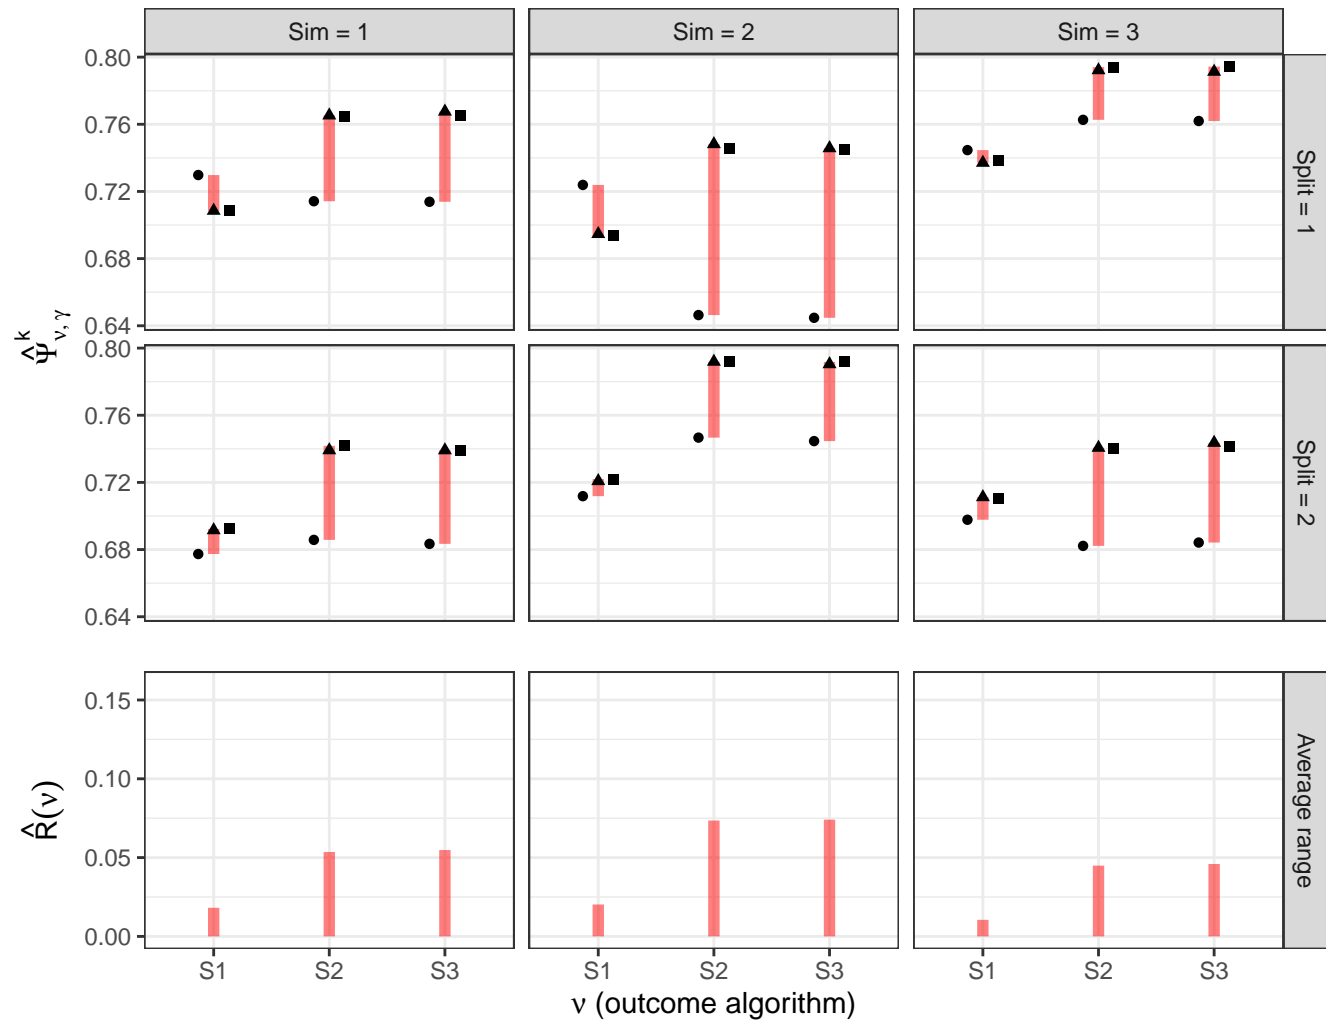 Sim = 1
Sim = 2
Sim = 3
0.80
0.76
0.72
0.68
0.64
Split = 1
Ψ̂ᵏ_ν,γ
0.80
0.76
0.72
0.68
0.64
Split = 2
0.15
0.10
0.05
0.00
R̂(ν)
Average range
S1 S2 S3
S1 S2 S3
S1 S2 S3
ν (outcome algorithm)